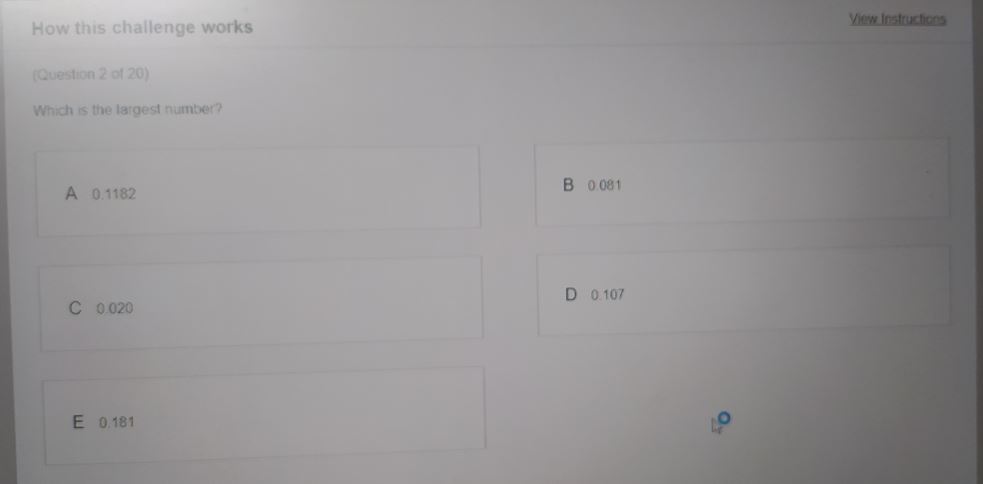 How this challenge works
View Instructions
(Question 2 of 20)
Which is the largest number?
A 0.1182
B 0.081
C 0.020
D 0.107
E 0.181